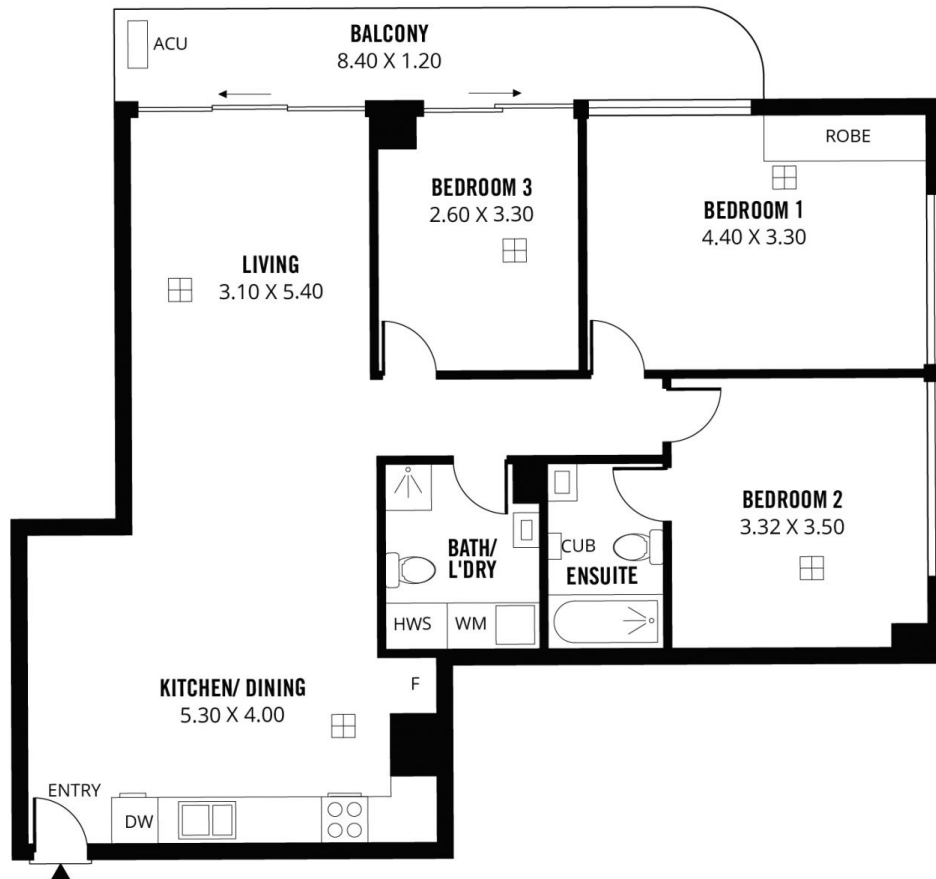 ACU
BALCONY
8.40 X 1.20
ROBE
BEDROOM 3
2.60 X 3.30
BEDROOM 1
4.40 X 3.30
LIVING
3.10 X 5.40
BEDROOM 2
3.32 X 3.50
BATH/
L'DRY
CUB
ENSUITE
HWS
WM
KITCHEN/ DINING
5.30 X 4.00
F
ENTRY
DW